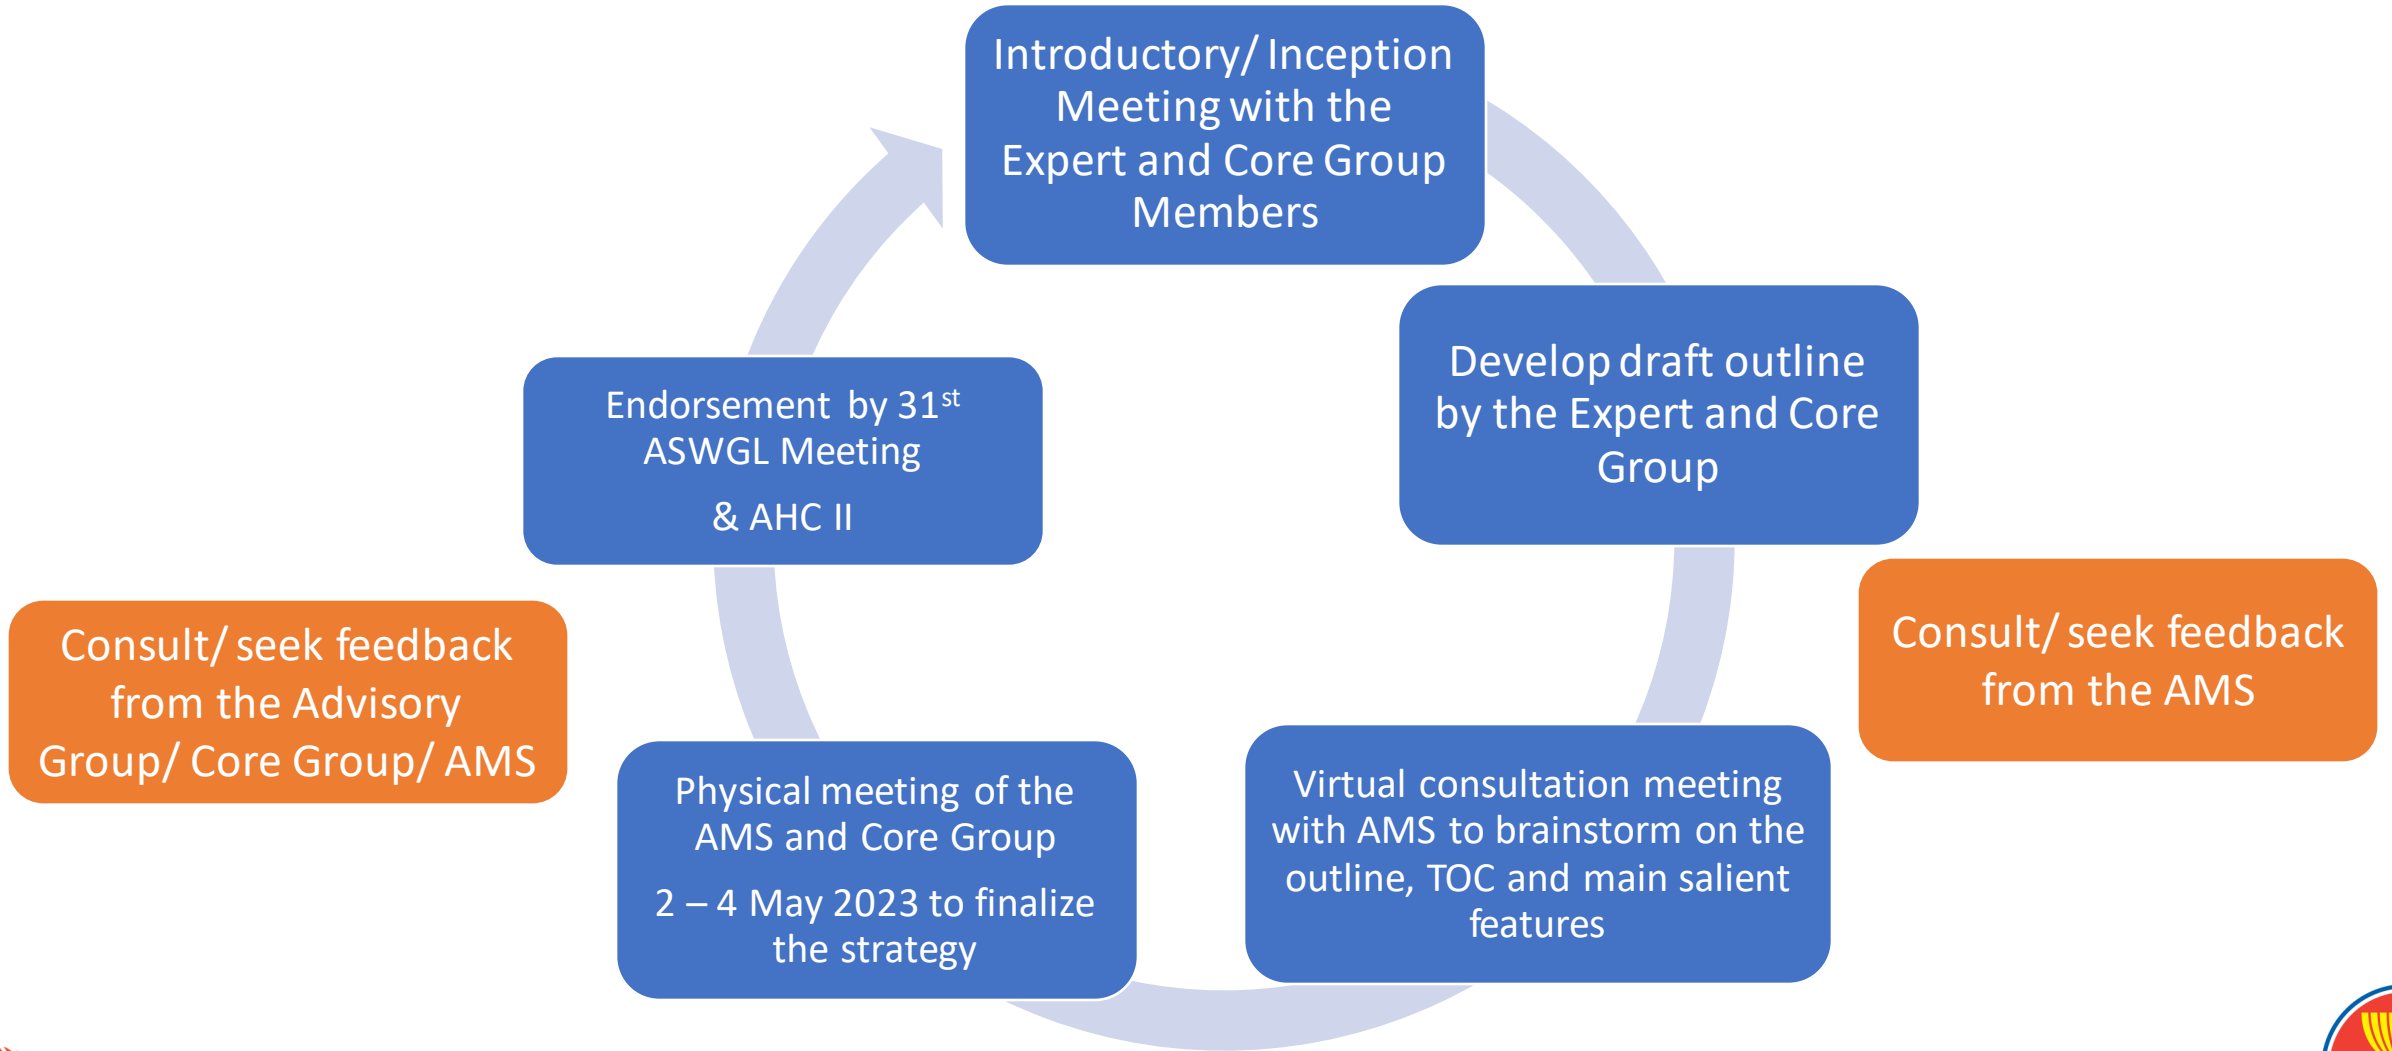 Introductory/ Inception
Meeting with the
Expert and Core Group
Members
Develop draft outline
by the Expert and Core
Group
Consult/ seek feedback
from the AMS
Virtual consultation meeting
with AMS to brainstorm on the
outline, TOC and main salient
features
Physical meeting of the
AMS and Core Group
2 – 4 May 2023 to finalize
the strategy
Consult/ seek feedback
from the Advisory
Group/ Core Group/ AMS
Endorsement by 31st
ASWGL Meeting
& AHC II